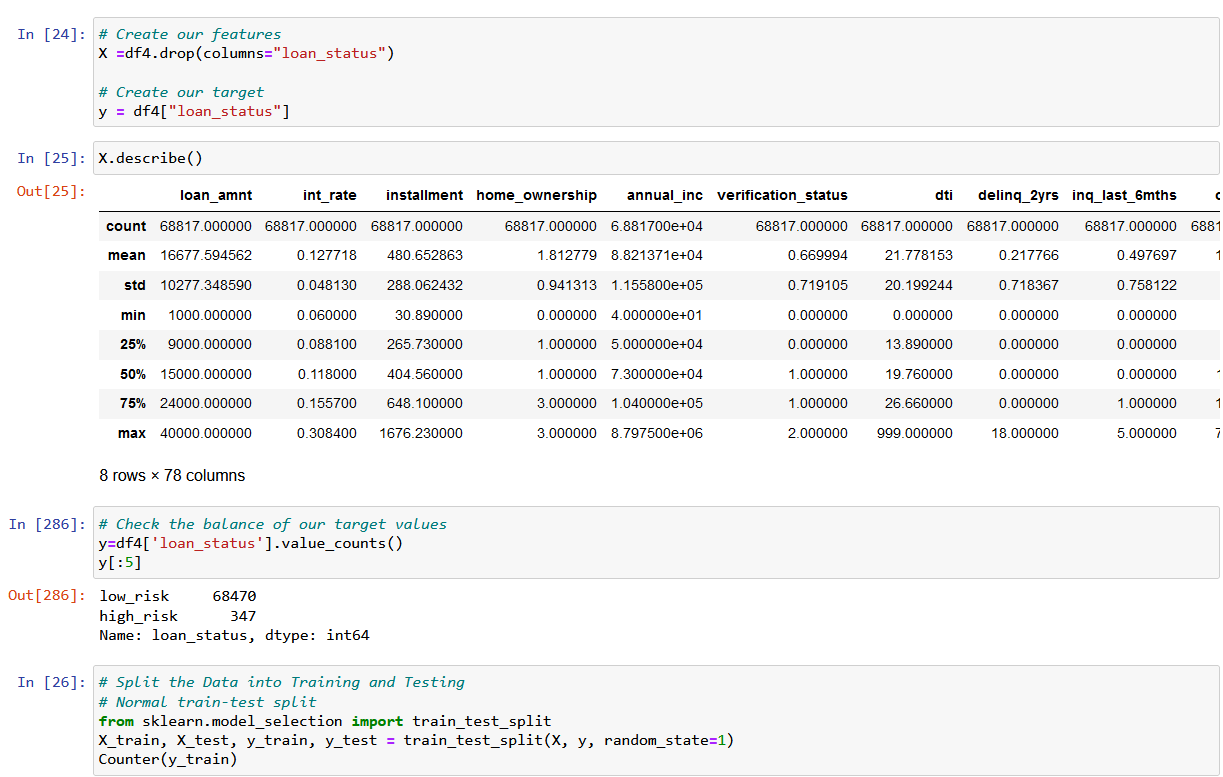 In [24]: # Create our features
X =df4.drop(columns="loan_status")
# Create our target
y = df4["loan_status"]
In [25]: X.describe()
Out[25]:
loan_amnt int_rate installment home_ownership annual_inc verification_status dti delinq_2yrs inq_last_6mths
count 68817.000000 68817.000000 68817.000000 68817.000000 6.881700e+04 68817.000000 68817.000000 68817.000000 68817.000000 6881
mean 16677.594562 0.127718 480.652863 1.812779 8.821371e+04 0.669994 21.778153 0.217766 0.497697
std 10277.348590 0.048130 288.062432 0.941313 1.155800e+05 0.719105 20.199244 0.718367 0.758122
min 1000.000000 0.060000 30.890000 0.000000 4.000000e+01 0.000000 0.000000 0.000000 0.000000
25% 9000.000000 0.088100 265.730000 1.000000 5.000000e+04 0.000000 13.890000 0.000000 0.000000
50% 15000.000000 0.118000 404.560000 1.000000 7.300000e+04 1.000000 19.760000 0.000000 0.000000
75% 24000.000000 0.155700 648.100000 3.000000 1.040000e+05 1.000000 26.660000 0.000000 1.000000
max 40000.000000 0.308400 1676.230000 3.000000 8.797500e+06 2.000000 999.000000 18.000000 5.000000
8 rows × 78 columns
In [286]: # Check the balance of our target values
y=df4['loan_status'].value_counts()
y[:5]
Out[286]: low_risk 68470
high_risk 347
Name: loan_status, dtype: int64
In [26]: # Split the Data into Training and Testing
# Normal train-test split
from sklearn.model_selection import train_test_split
X_train, X_test, y_train, y_test = train_test_split(X, y, random_state=1)
Counter(y_train)